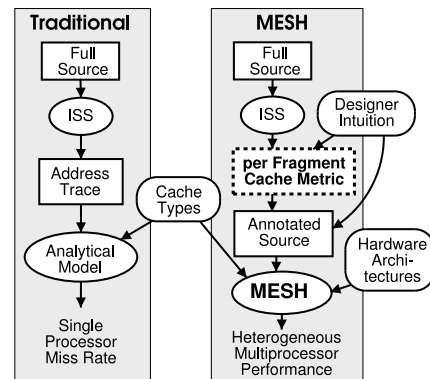 Traditional
Full
Source
ISS
Address
Trace
Analytical
Model
Single
Processor
Miss Rate
Cache
Types
MESH
Full
Source
ISS
per Fragment
Cache Metric
Annotated
Source
MESH
Heterogeneous
Multiprocessor
Performance
Designer
Intuition
Hardware
Archi-
tectures